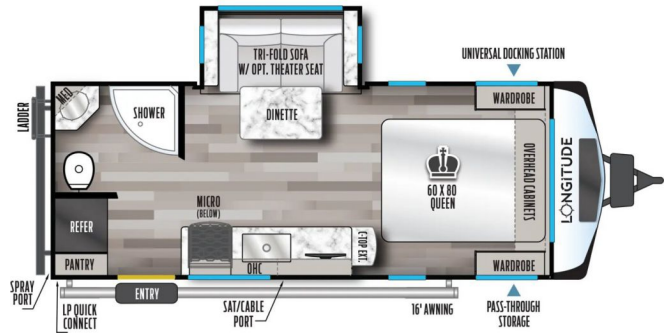 UNIVERSAL DOCKING STATION
TRI-FOLD SOFA
W/ OPT. THEATER SEAT
LADDER
MED
SHOWER
DINETTE
WARDROBE
OVERHEAD CABINETS
LONGITUDE
60 X 80
QUEEN
REFER
MICRO
(BELOW)
PANTRY
OHC
C-TOP EXT.
WARDROBE
SPRAY
PORT
ENTRY
LP QUICK
CONNECT
SAT/CABLE
PORT
16' AWNING
PASS-THROUGH
STORAGE